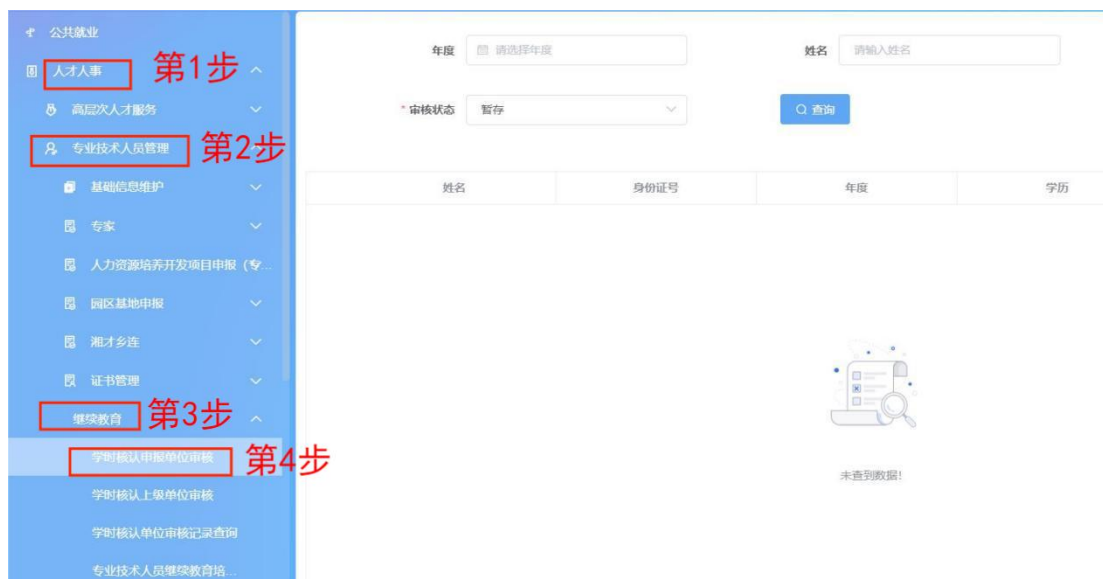 公共就业
人才人事 第1步
高层次人才服务
专业技术人员管理 第2步
基础信息维护
专家
人力资源培养开发项目申报（专...
园区基地申报
湘才乡连
证书管理
继续教育 第3步
学时核认申报单位审核 第4步
学时核认上级单位审核
学时核认单位审核记录查询
专业技术人员继续教育培...
年度 请选择年度 姓名 请输入姓名
*审核状态 暂存 查询
姓名 身份证号 年度 学历
未查到数据!